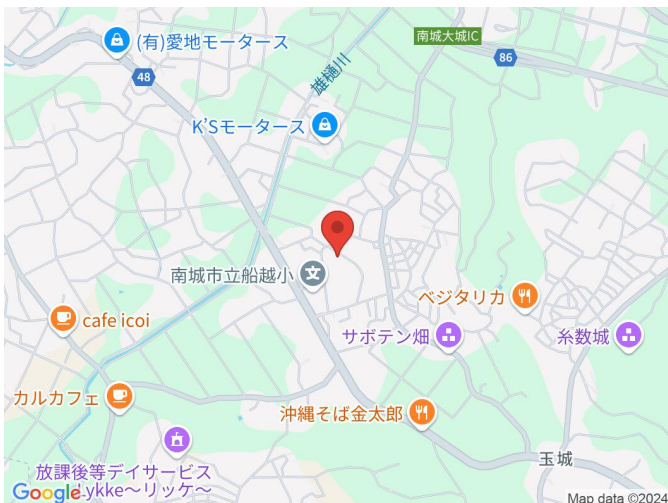 南城大城IC
(有)愛地モータース
86
48
雄樋川
K'Sモータース
南城市立船越小
文
ベジタリカ
cafe icoi
サボテン畑
糸数城
カルカフェ
沖縄そば金太郎
玉城
放課後等デイサービス
Lykke〜リッケ〜
Google
Map data ©2024